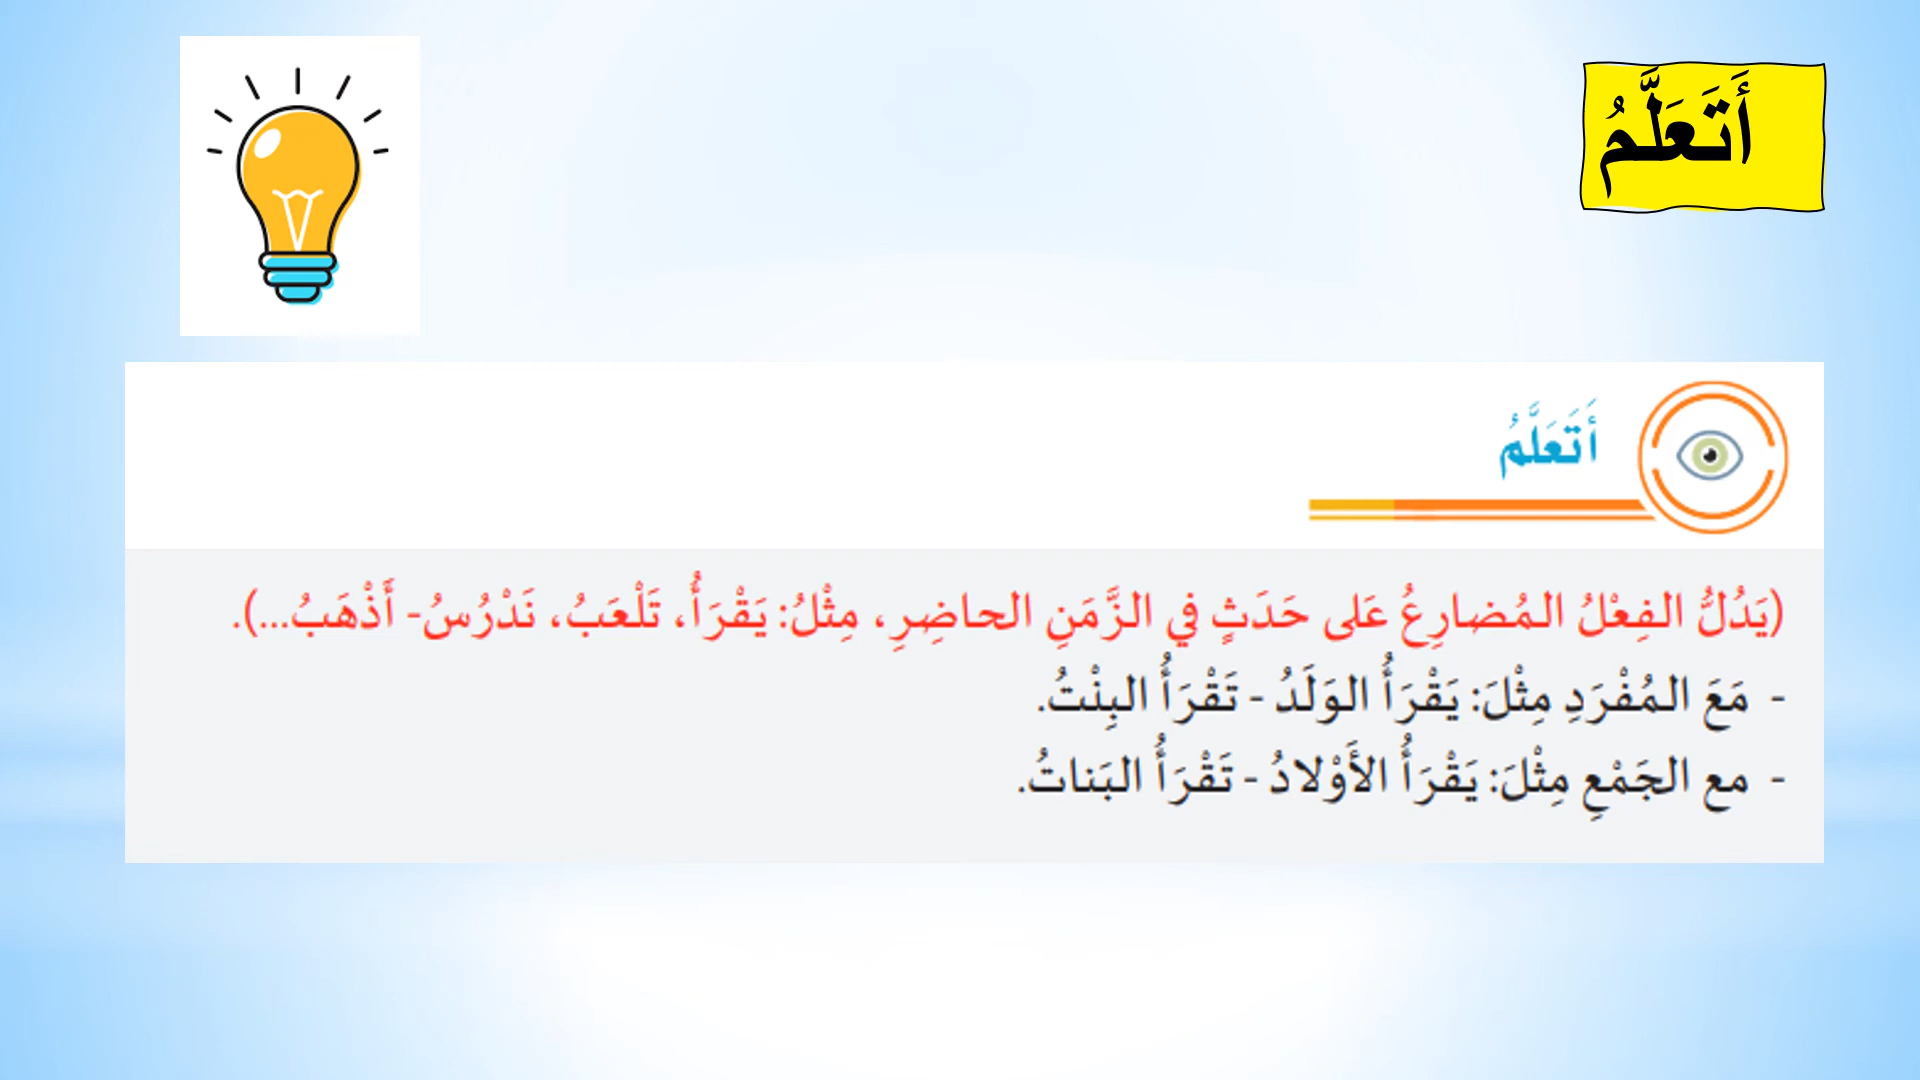 أَتَعَلَّمُ
أَتَعَلَّمُ
(يَدُلُّ الفِعْلُ المُضارِعُ عَلى حَدَثٍ في الزَّمَنِ الحاضِرِ، مِثْلُ: يَقْرَأُ، تَلْعَبُ، نَدْرُسُ- أَذْهَبُ...).
- مَعَ المُفْرَدِ مِثْلَ: يَقْرَأُ الوَلَدُ - تَقْرَأُ البِنْتُ.
- مع الجَمْعِ مِثْلَ: يَقْرَأُ الأَوْلادُ - تَقْرَأُ البَناتُ.